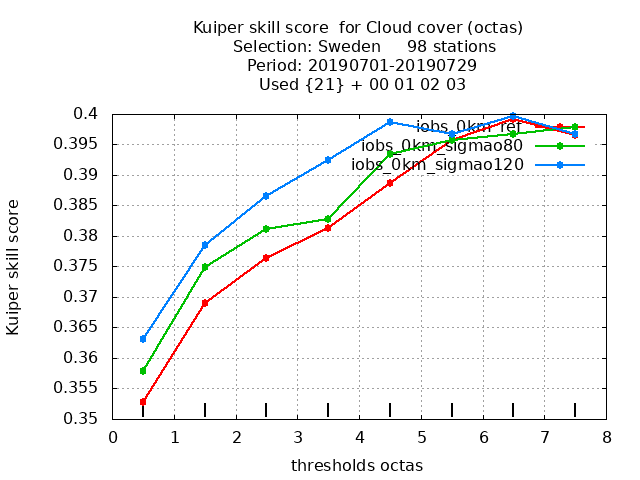 Kuiper skill score  for Cloud cover (octas)
Selection: Sweden     98 stations
Period: 20190701-20190729
Used {21} + 00 01 02 03
0.4
0.395
0.39
0.385
0.38
0.375
0.37
0.365
0.36
0.355
0.35
Kuiper skill score
iobs_0km_ref
iobs_0km_sigmao80
iobs_0km_sigmao120
0 1 2 3 4 5 6 7 8
thresholds octas